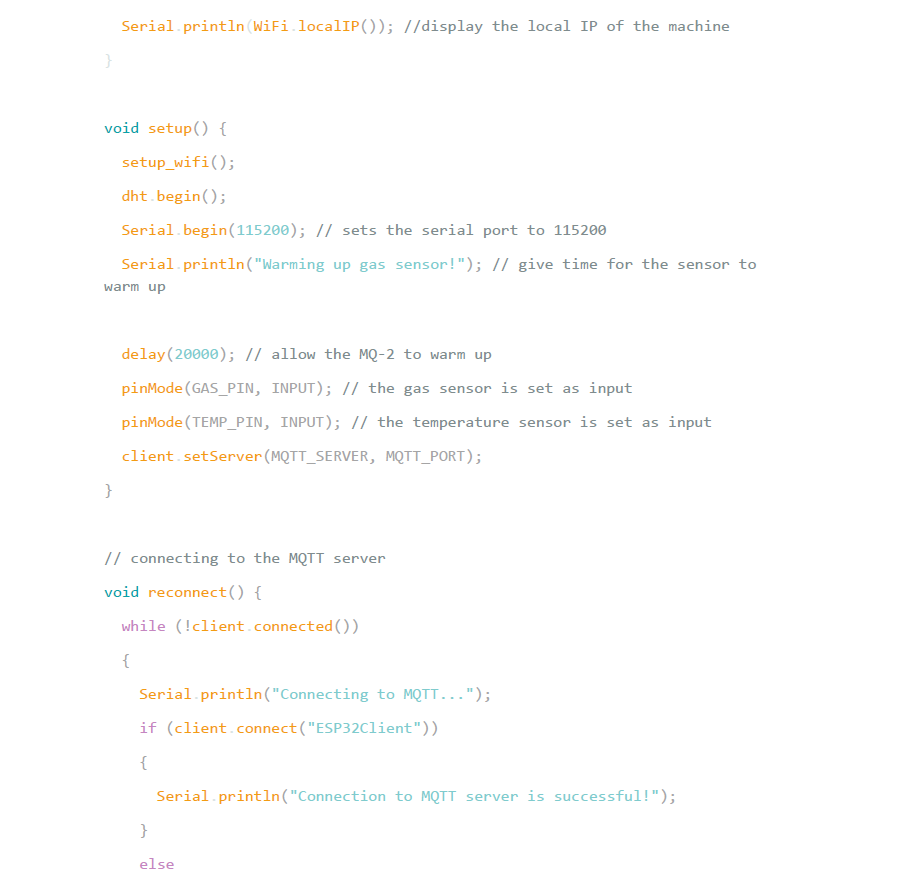 Serial.println(WiFi.localIP()); //display the local IP of the machine
}
void setup() {
setup_wifi();
dht.begin();
Serial.begin(115200); // sets the serial port to 115200
Serial.println("Warming up gas sensor!"); // give time for the sensor to
warm up
delay(20000); // allow the MQ-2 to warm up
pinMode(GAS_PIN, INPUT); // the gas sensor is set as input
pinMode(TEMP_PIN, INPUT); // the temperature sensor is set as input
client.setServer(MQTT_SERVER, MQTT_PORT);
}
// connecting to the MQTT server
void reconnect() {
while (!client.connected())
{
Serial.println("Connecting to MQTT...");
if (client.connect("ESP32Client"))
{
Serial.println("Connection to MQTT server is successful!");
}
else